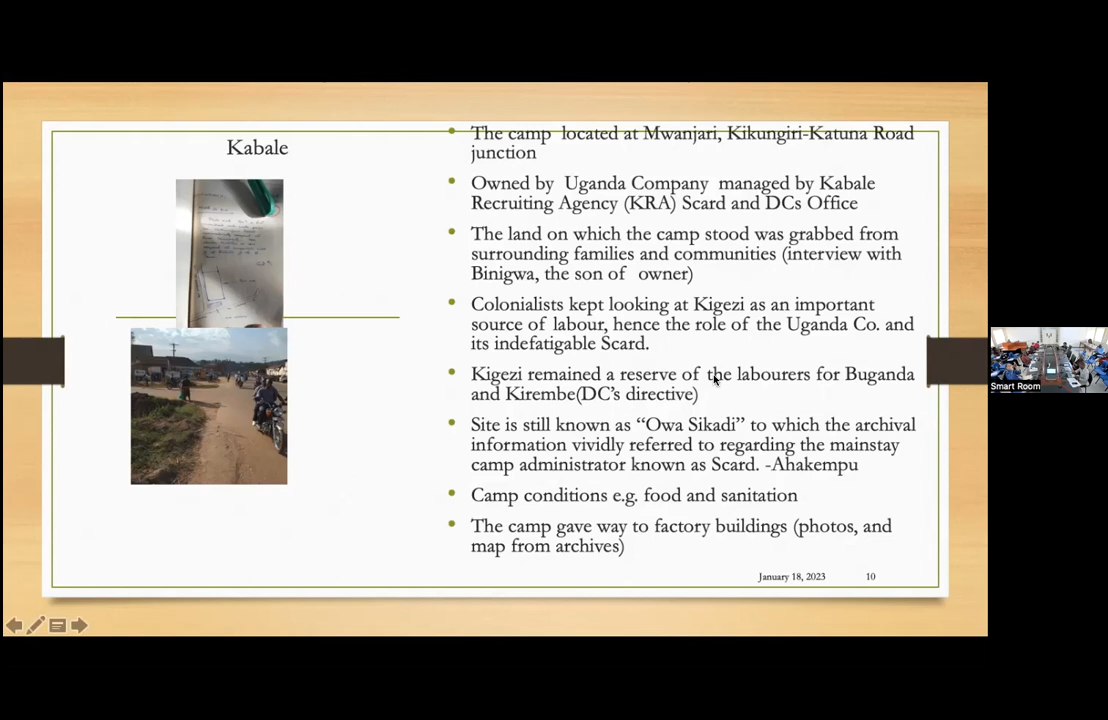 Kabale
The camp located at Mwanjari, Kikungiri-Katuna Road
junction
Owned by Uganda Company managed by Kabale
Recruiting Agency (KRA) Scard and DCs Office
The land on which the camp stood was grabbed from
surrounding families and communities (interview with
Binigwa, the son of owner)
Colonialists kept looking at Kigezi as an important
source of labour, hence the role of the Uganda Co. and
its indefatigable Scard.
Kigezi remained a reserve of the labourers for Buganda
and Kirembe(DC's directive)
Site is still known as “Owa Sikadi” to which the archival
information vividly referred to regarding the mainstay
camp administrator known as Scard. -Ahakempu
Camp conditions e.g. food and sanitation
The camp gave way to factory buildings (photos, and
map from archives)
January 18, 2023 10
Smart Room